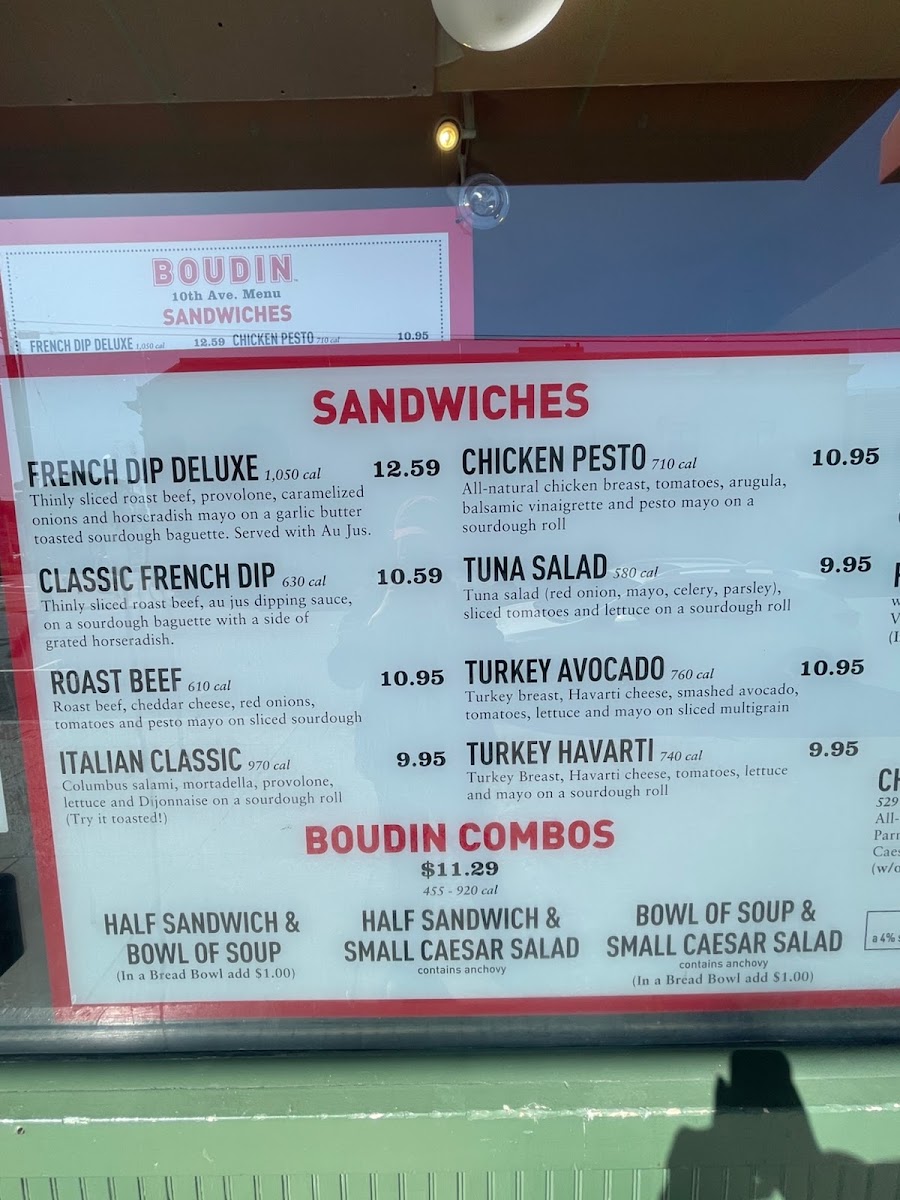 BOUDIN
10th Ave. Menu
SANDWICHES
FRENCH DIP DELUXE 1,050 cal 12.59 CHICKEN PESTO 710 cal 10.95
SANDWICHES
FRENCH DIP DELUXE 1,050 cal 12.59
Thinly sliced roast beef, provolone, caramelized
onions and horseradish mayo on a garlic butter
toasted sourdough baguette. Served with Au Jus.
CLASSIC FRENCH DIP 630 cal 10.59
Thinly sliced roast beef, au jus dipping sauce,
on a sourdough baguette with a side of
grated horseradish.
ROAST BEEF 610 cal 10.95
Roast beef, cheddar cheese, red onions,
tomatoes and pesto mayo on sliced sourdough
ITALIAN CLASSIC 970 cal 9.95
Columbus salami, mortadella, provolone,
lettuce and Dijonnaise on a sourdough roll
(Try it toasted!)
CHICKEN PESTO 710 cal 10.95
All-natural chicken breast, tomatoes, arugula,
balsamic vinaigrette and pesto mayo on a
sourdough roll
TUNA SALAD 580 cal 9.95
Tuna salad (red onion, mayo, celery, parsley),
sliced tomatoes and lettuce on a sourdough roll
TURKEY AVOCADO 760 cal 10.95
Turkey breast, Havarti cheese, smashed avocado,
tomatoes, lettuce and mayo on sliced multigrain
TURKEY HAVARTI 740 cal 9.95
Turkey Breast, Havarti cheese, tomatoes, lettuce
and mayo on a sourdough roll
BOUDIN COMBOS
$11.29
455 - 920 cal
HALF SANDWICH &
BOWL OF SOUP
(In a Bread Bowl add $1.00)
HALF SANDWICH &
SMALL CAESAR SALAD
contains anchovy
BOWL OF SOUP &
SMALL CAESAR SALAD
contains anchovy
(In a Bread Bowl add $1.00)
529
All-
(w/o
a 4%